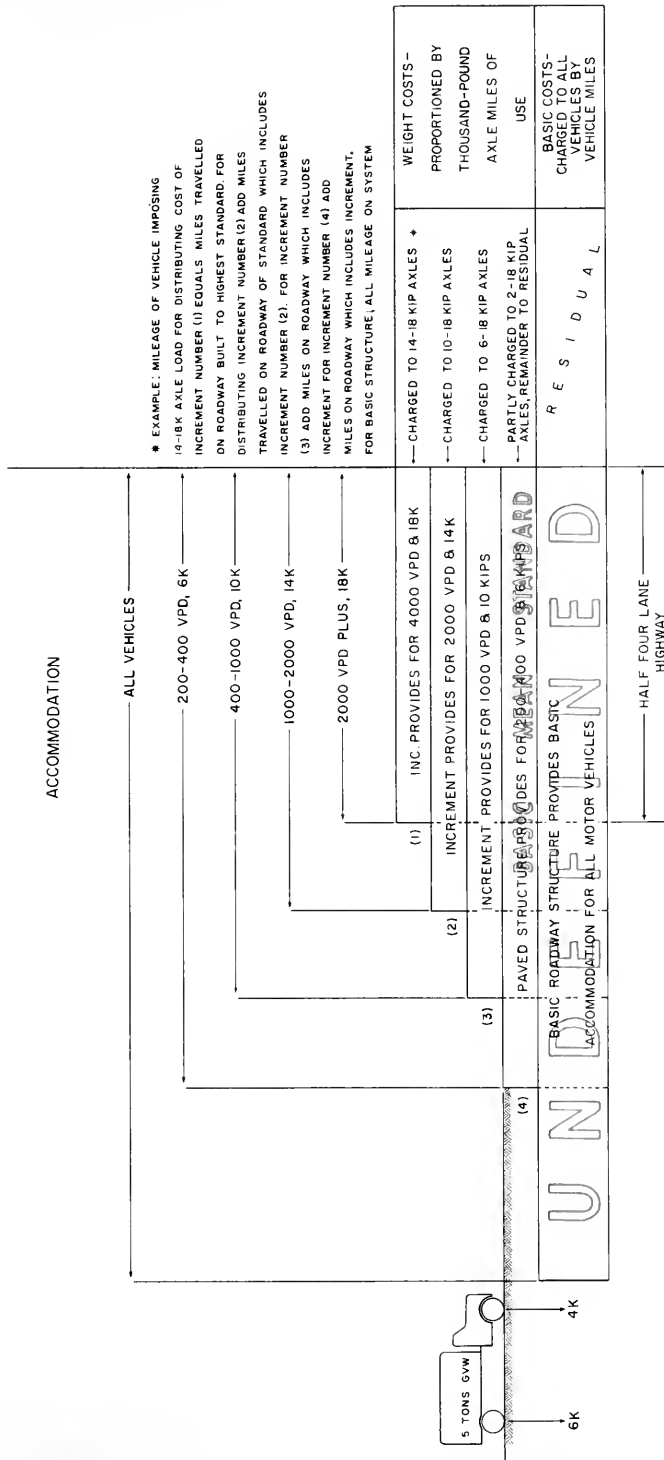 ACCOMMODATION
ALL VEHICLES
200-400 VPD, 6K
400-1000 VPD, 10K
1000-2000 VPD, 14K
2000 VPD PLUS, 18K
* EXAMPLE: MILEAGE OF VEHICLE IMPOSING
14-18K AXLE LOAD FOR DISTRIBUTING COST OF
INCREMENT NUMBER (1) EQUALS MILES TRAVELLED
ON ROADWAY BUILT TO HIGHEST STANDARD. FOR
DISTRIBUTING INCREMENT NUMBER (2) ADD MILES
TRAVELLED ON ROADWAY OF STANDARD WHICH INCLUDES
INCREMENT NUMBER (2). FOR INCREMENT NUMBER
(3) ADD MILES ON ROADWAY WHICH INCLUDES
INCREMENT FOR INCREMENT NUMBER (4) ADD
MILES ON ROADWAY WHICH INCLUDES INCREMENT.
FOR BASIC STRUCTURE; ALL MILEAGE ON SYSTEM
(1)
INC. PROVIDES FOR 4000 VPD & 18K
CHARGED TO 14-18 KIP AXLES *
(2)
INCREMENT PROVIDES FOR 2000 VPD & 14K
CHARGED TO 10-18 KIP AXLES
(3)
INCREMENT PROVIDES FOR 1000 VPD & 10 KIPS
CHARGED TO 6-18 KIP AXLES
(4)
PAVED STRUCTURE PROVIDES FOR 200-400 VPD & 6 KIPS
BASIC MEAN STANDARD
PARTLY CHARGED TO 2-18 KIP
AXLES, REMAINDER TO RESIDUAL
WEIGHT COSTS-
PROPORTIONED BY
THOUSAND-POUND
AXLE MILES OF
USE
BASIC ROADWAY STRUCTURE PROVIDES BASIC
ACCOMMODATION FOR ALL MOTOR VEHICLES
UNDEFINED
RESIDUAL
BASIC COSTS-
CHARGED TO ALL
VEHICLES BY
VEHICLE MILES
HALF FOUR LANE
HIGHWAY
5 TONS GVW
6K
4K